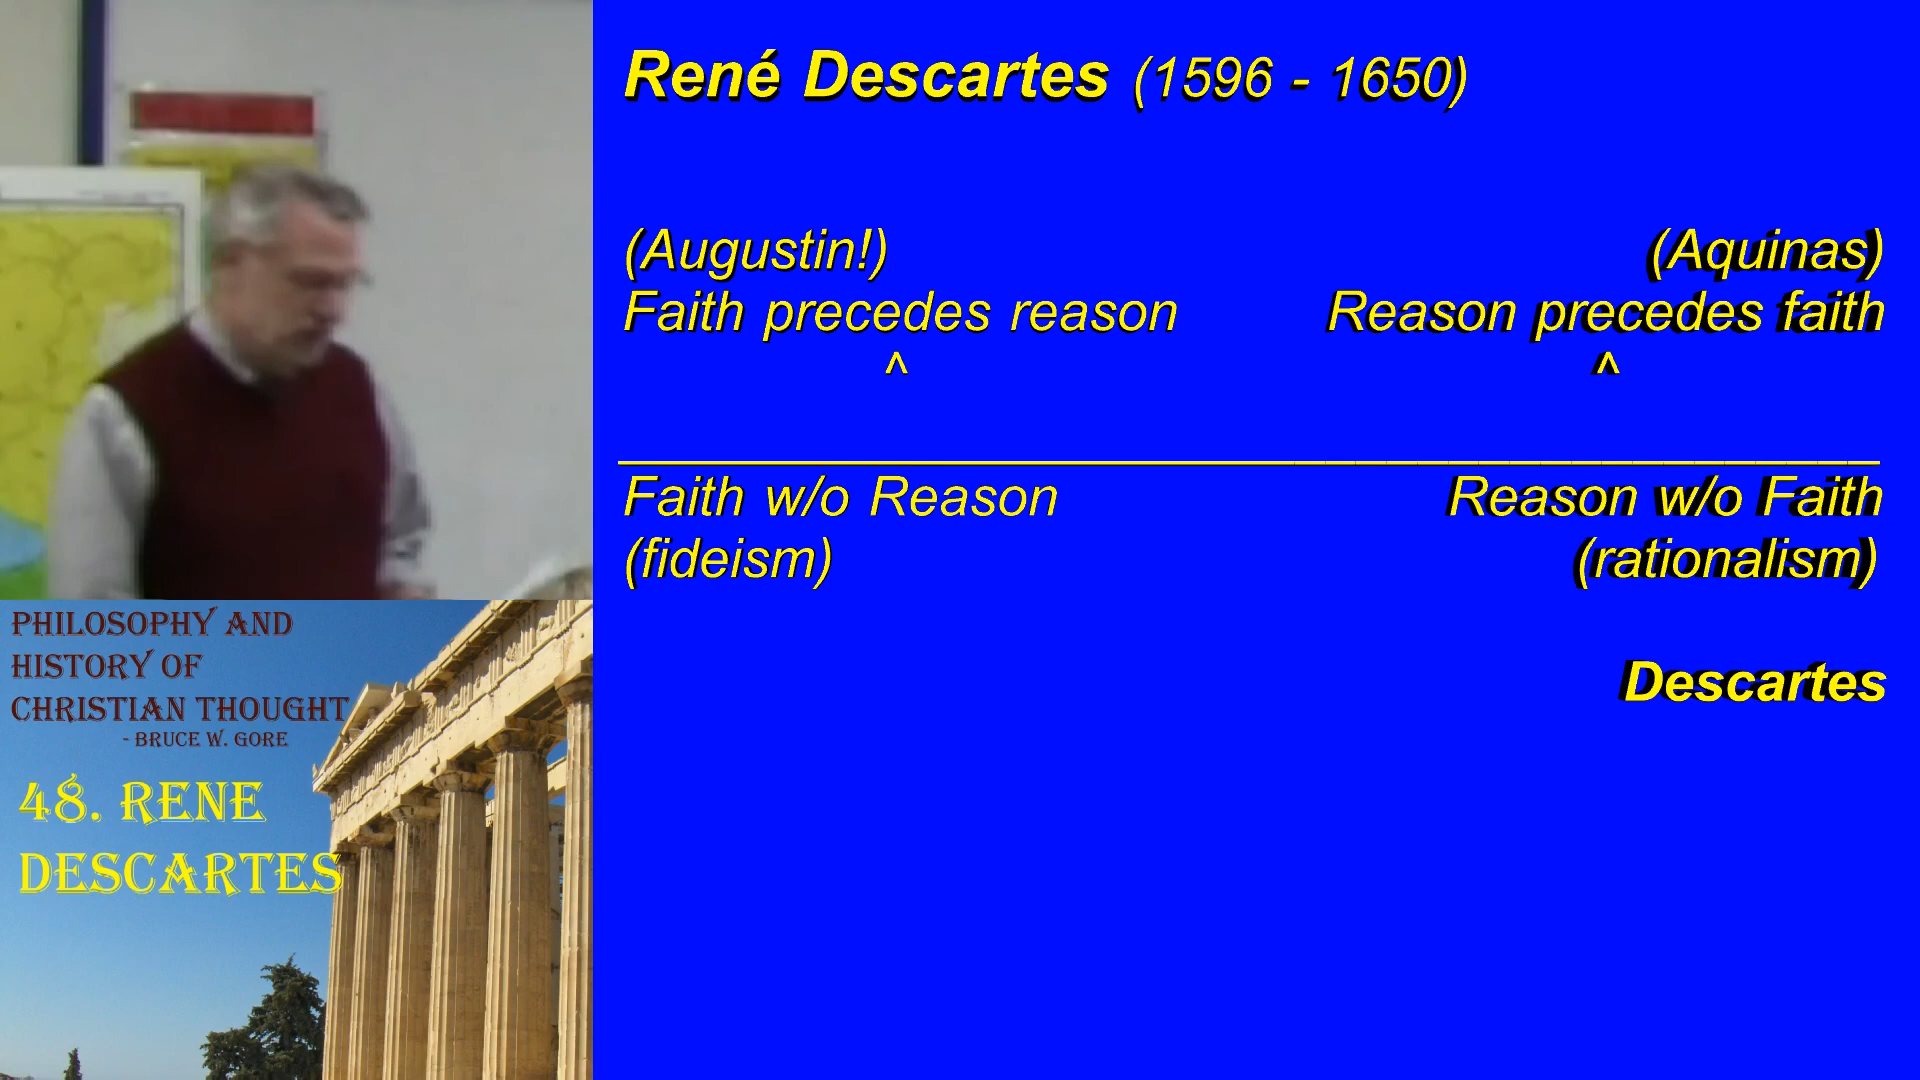 René Descartes (1596 - 1650)
(Augustin!) (Aquinas)
Faith precedes reason Reason precedes faith
^ ^
Faith w/o Reason Reason w/o Faith
(fideism) (rationalism)
Descartes
PHILOSOPHY AND
HISTORY OF
CHRISTIAN THOUGHT
- BRUCE W. GORE
48. RENE
DESCARTES